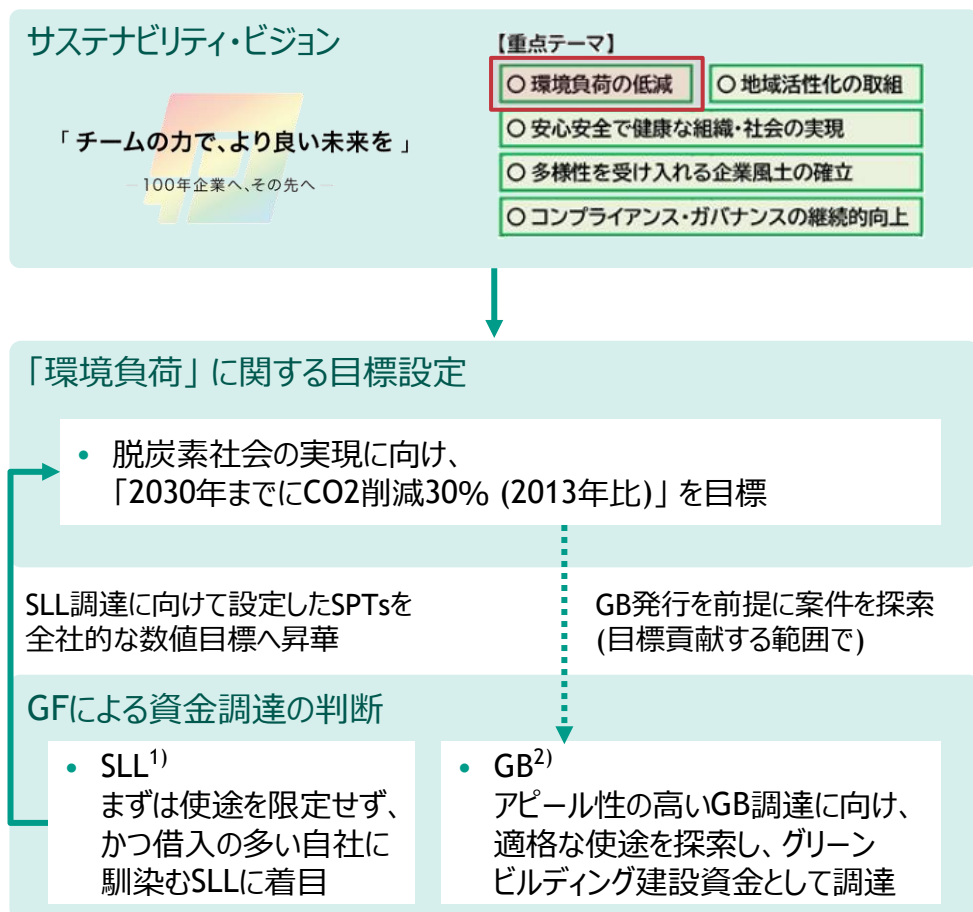 サステナビリティ・ビジョン
「 チームの力で、より良い未来を 」
100年企業へ、その先へ
【重点テーマ】
○ 環境負荷の低減
○ 地域活性化の取組
○ 安心安全で健康な組織・社会の実現
○ 多様性を受け入れる企業風土の確立
○ コンプライアンス・ガバナンスの継続的向上
「環境負荷」に関する目標設定
• 脱炭素社会の実現に向け、
「2030年までにCO2削減30% (2013年比)」を目標
SLL調達に向けて設定したSPTsを
全社的な数値目標へ昇華
GB発行を前提に案件を探索
(目標貢献する範囲で)
GFによる資金調達の判断
• SLL1)
まずは使途を限定せず、
かつ借入の多い自社に
馴染むSLLに着目
• GB2)
アピール性の高いGB調達に向け、
適格な使途を探索し、グリーン
ビルディング建設資金として調達